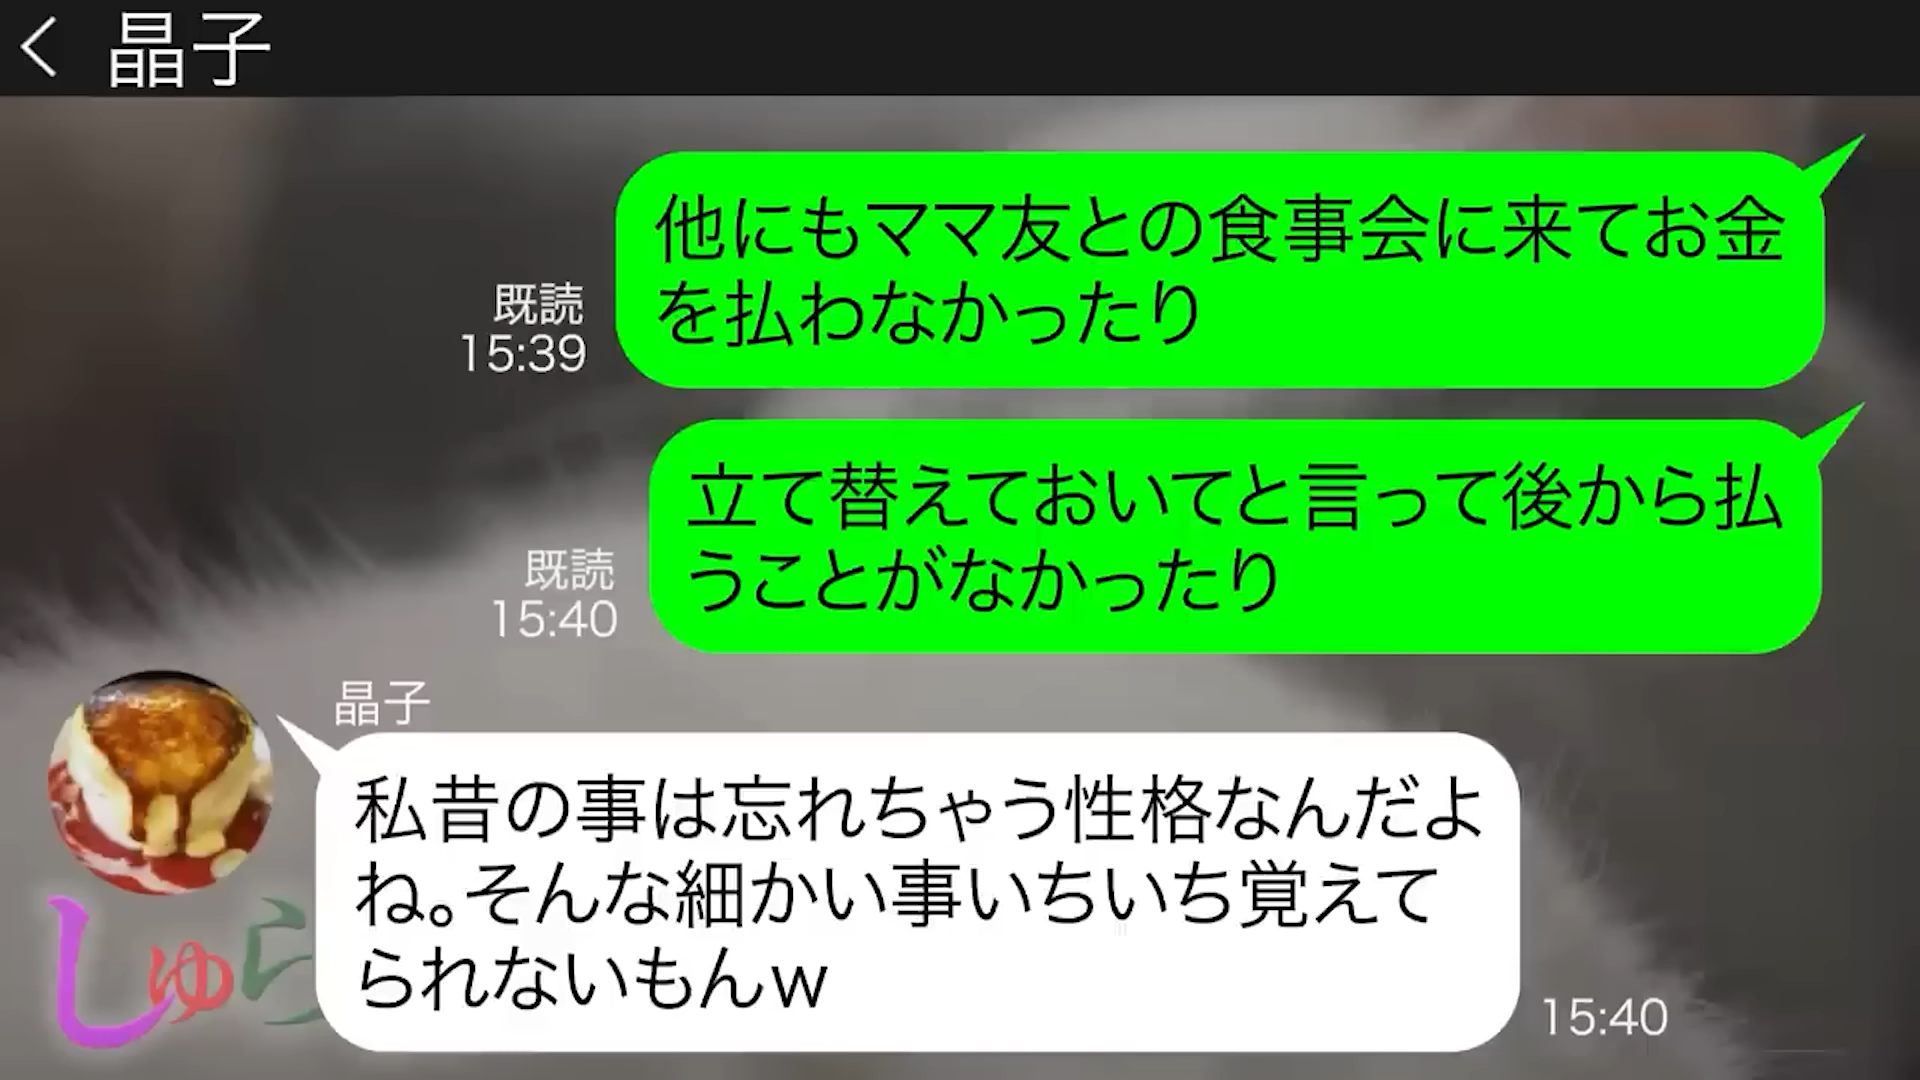 晶子
他にもママ友との食事会に来てお金
を払わなかったり
既読
15:39
立て替えておいてと言って後から払
うことがなかったり
既読
15:40
晶子
私昔の事は忘れちゃう性格なんだよ
ね。そんな細かい事いちいち覚えて
られないもんw
15:40
しゅら